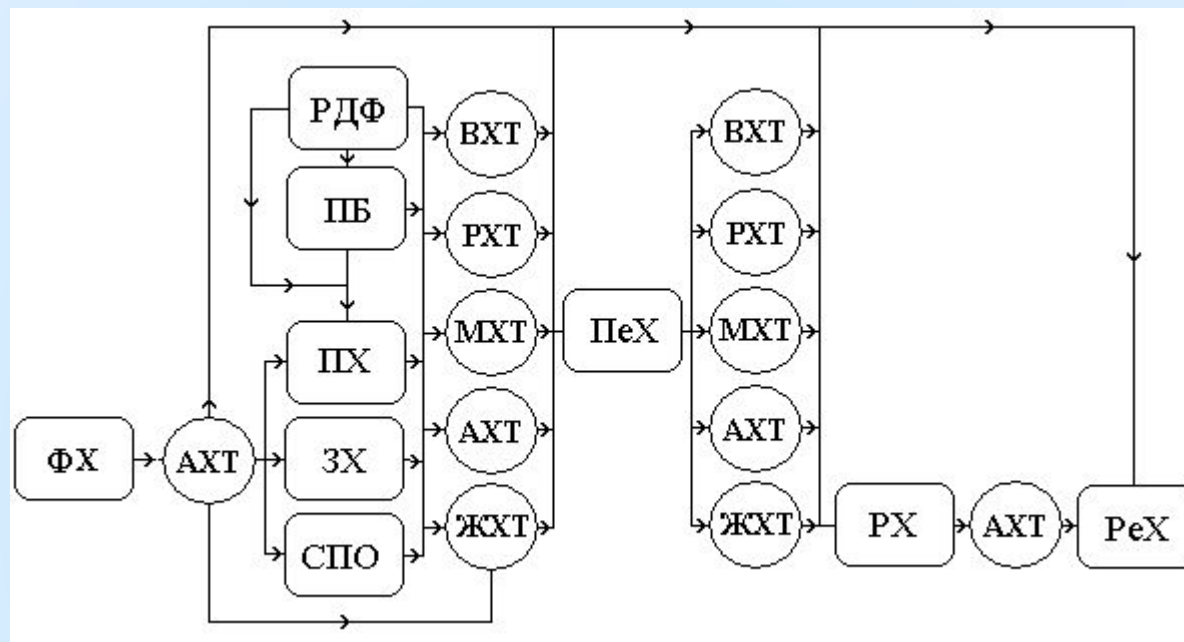 РДФ
ПБ
ПХ
ФХ
АХТ
ЗХ
СПО
ВХТ
РХТ
МХТ
АХТ
ЖХТ
ПеХ
ВХТ
РХТ
МХТ
АХТ
ЖХТ
РХ
АХТ
РеХ